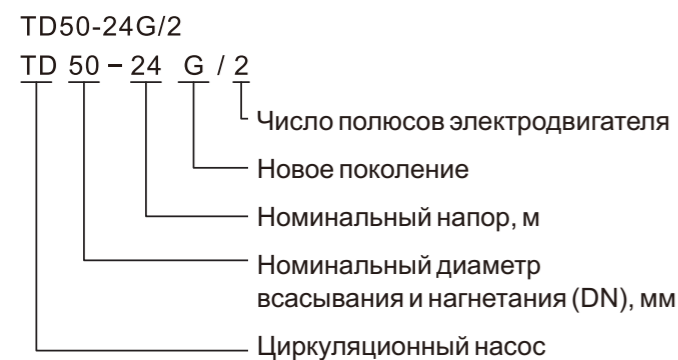 TD50-24G/2
TD 50 – 24 G / 2
Число полюсов электродвигателя
Новое поколение
Номинальный напор, м
Номинальный диаметр
всасывания и нагнетания (DN), мм
Циркуляционный насос